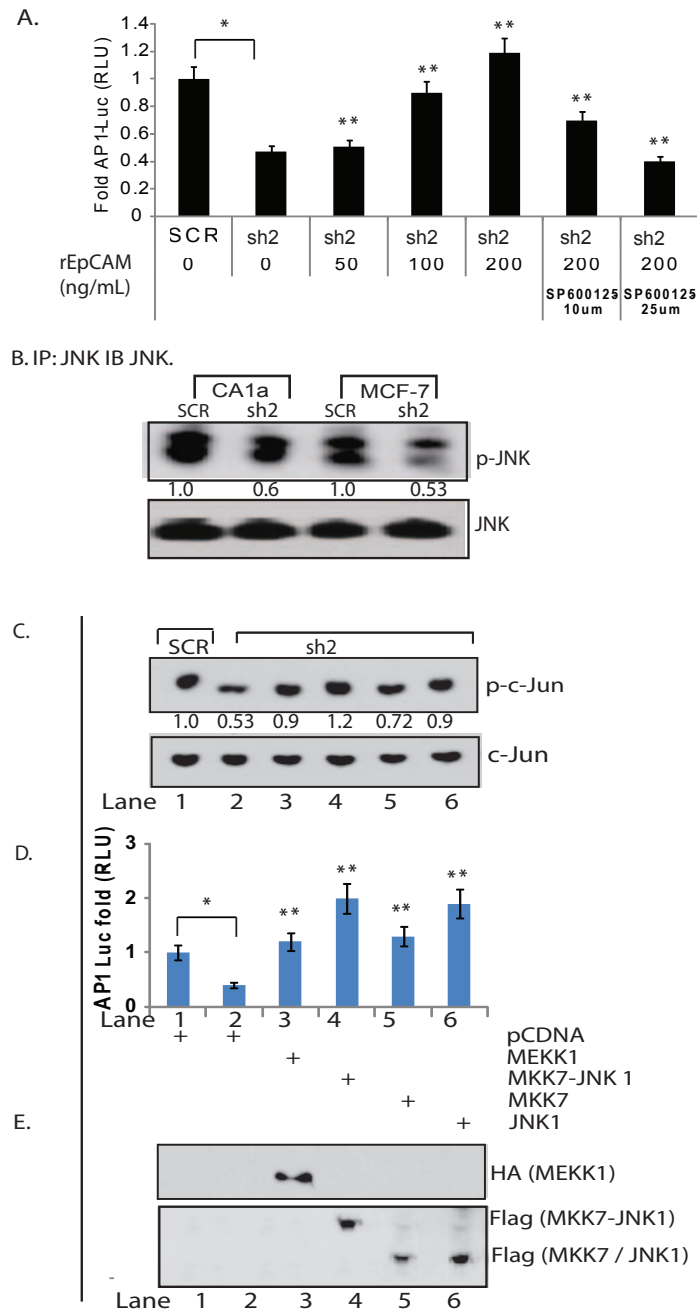 A.
Fold AP1-Luc (RLU)
1.4
1.2
1
0.8
0.6
0.4
0.2
0
*
**
**
**
**
**
SCR sh2 sh2 sh2 sh2 sh2 sh2
rEpCAM (ng/mL) 0 0 50 100 200 200 200
SP600125 SP600125
10um 25um
B. IP: JNK IB JNK.
CA1a MCF-7
SCR sh2 SCR sh2
p-JNK
1.0 0.6 1.0 0.53
JNK
C.
SCR sh2
p-c-Jun
1.0 0.53 0.9 1.2 0.72 0.9
c-Jun
Lane 1 2 3 4 5 6
D.
AP1 Luc fold (RLU)
3
2
1
0
*
**
**
**
**
Lane 1 2 3 4 5 6
+ + pCDNA
+ MEKK1
+ MKK7-JNK 1
+ MKK7
+ JNK1
E.
HA (MEKK1)
Flag (MKK7-JNK1)
Flag (MKK7 / JNK1)
-
Lane 1 2 3 4 5 6